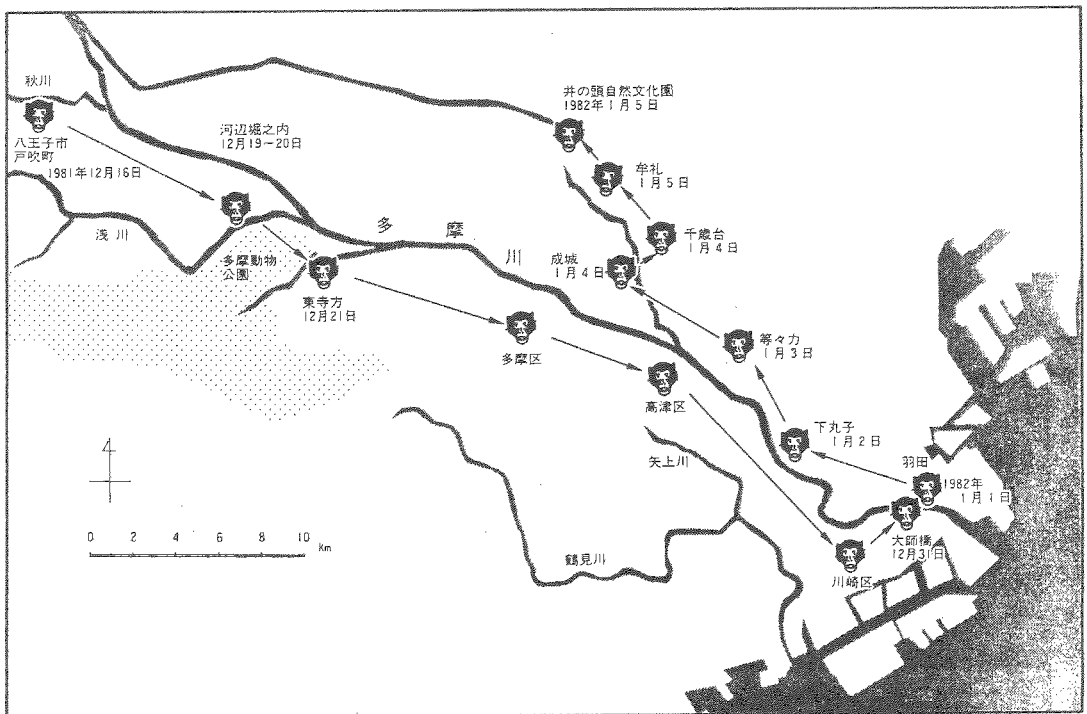 秋川
八王子市
戸吹町
1981年12月16日
河辺堀之内
12月19~20日
浅川
多摩動物
公園
東寺方
12月21日
多摩川
多摩区
高津区
矢上川
鶴見川
川崎区
大師橋
12月31日
羽田
1982年
1月1日
下丸子
1月2日
等々力
1月3日
成城
1月4日
千歳台
1月4日
牟礼
1月5日
井の頭自然文化園
1982年1月5日
4
0 2 4 6 8 10
Km